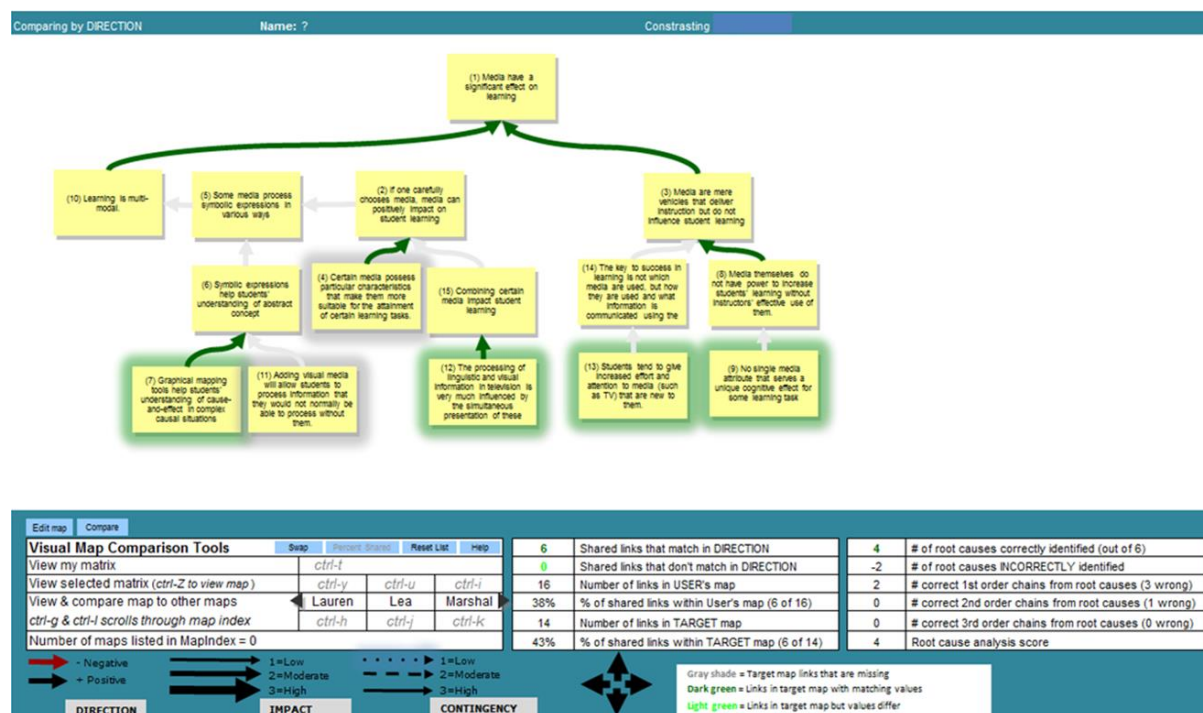 Comparing by DIRECTION Name: ? Constrasting
(1) Media have a
significant effect on
learning
(10) Learning is multi-
modal.
(5) Some media process
symbolic expressions in
various ways
(2) If one carefully
chooses media, media can
positively impact on
student learning
(3) Media are mere
vehicles that deliver
instruction but do not
influence student learning
(6) Symbilic expressions
help students'
understanding of abstract
concept
(4) Certain media possess
particular characteristics
that make them more
suitable for the attainment
of certain learning tasks.
(15) Combining certain
media impact student
learning
(14) The key to success in
learning is not which
media are used, but how
they are used and what
information is
communicated using the
(8) Media themselves do
not have power to increase
students' learning without
instructors' effective use of
them.
(7) Graphical mapping
tools help students'
understanding of cause-
and-effect in complex
causal situations
(11) Adding visual media
will allow students to
process information that
they would not normally be
able to process without
them.
(12) The processing of
linguistic and visual
information in television is
very much influenced by
the simultaneous
presentation of these
(13) Students tend to give
increased effort and
attention to media (such
as TV) that are new to
them.
(9) No single media
attribute that serves a
unique cognitive effect for
some learning task
Edit map Compare
Visual Map Comparison Tools Swap Percent Shared Reset List Help
View my matrix ctrl-t
View selected matrix (ctrl-Z to view map) ctrl-y ctrl-u ctrl-i
View & compare map to other maps Lauren Lea Marshal
ctrl-g & ctrl-l scrolls through map index ctrl-h ctrl-j ctrl-k
Number of maps listed in MapIndex = 0
6 Shared links that match in DIRECTION
0 Shared links that don't match in DIRECTION
16 Number of links in USER's map
38% % of shared links within User's map (6 of 16)
14 Number of links in TARGET map
43% % of shared links within TARGET map (6 of 14)
4 # of root causes correctly identified (out of 6)
-2 # of root causes INCORRECTLY identified
2 # correct 1st order chains from root causes (3 wrong)
0 # correct 2nd order chains from root causes (1 wrong)
0 # correct 3rd order chains from root causes (0 wrong)
4 Root cause analysis score
- Negative
+ Positive
DIRECTION
1=Low
2=Moderate
3=High
IMPACT
1=Low
2=Moderate
3=High
CONTINGENCY
Gray shade = Target map links that are missing
Dark green = Links in target map with matching values
Light green = Links in target map but values differ